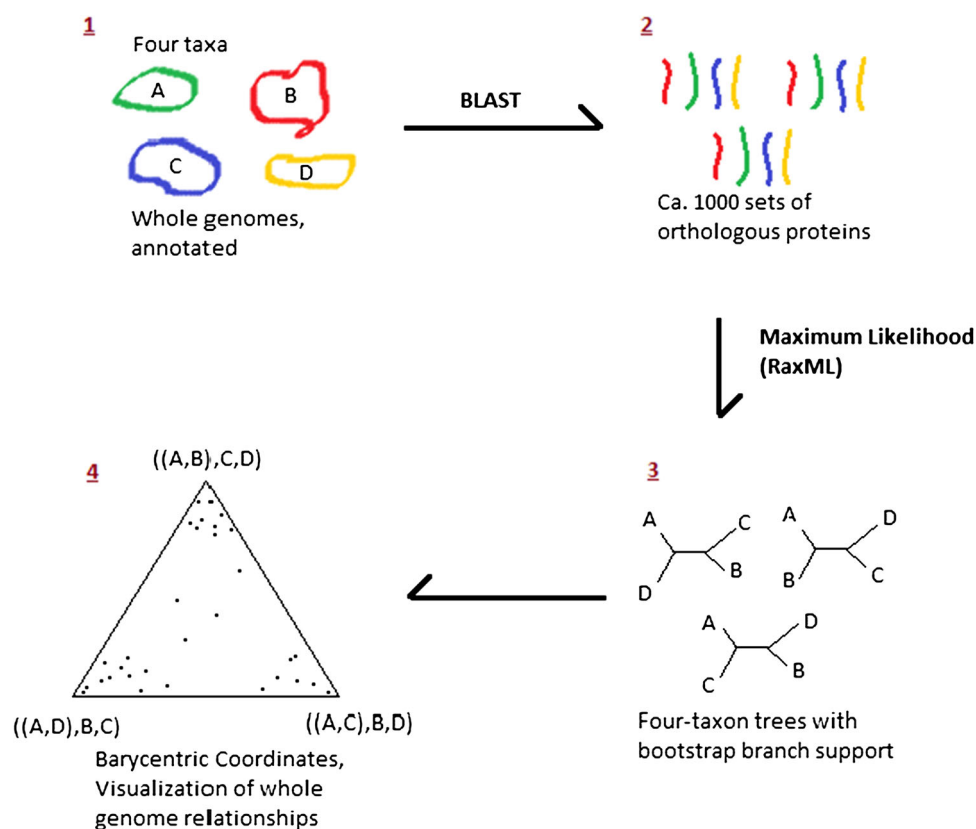 1
Four taxa
A
B
C
D
Whole genomes,
annotated
BLAST
2
Ca. 1000 sets of
orthologous proteins
Maximum Likelihood
(RaxML)
3
A
C
D
B
A
D
B
C
A
D
C
B
Four-taxon trees with
bootstrap branch support
4
((A,B),C,D)
((A,D),B,C)
((A,C),B,D)
Barycentric Coordinates,
Visualization of whole
genome relationships